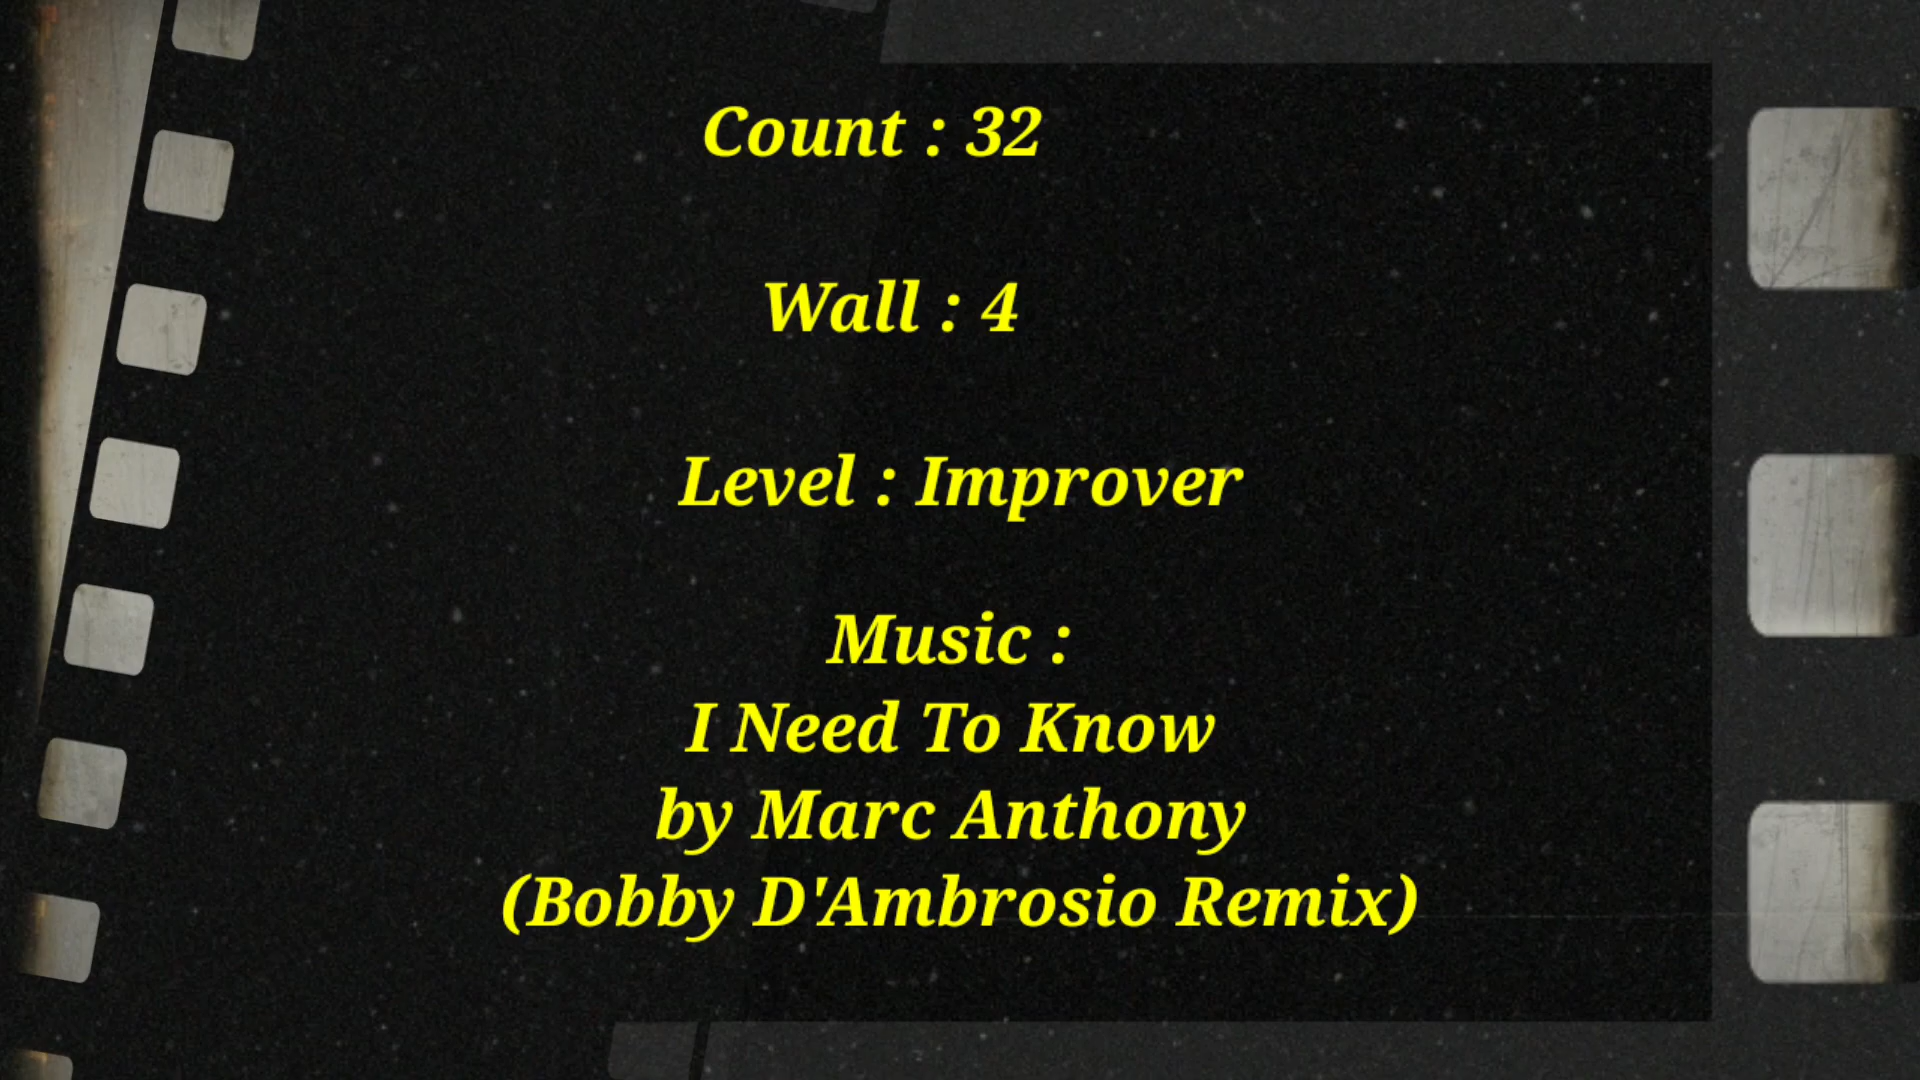 Count : 32
Wall : 4
Level : Improver
Music :
I Need To Know
by Marc Anthony
(Bobby D'Ambrosio Remix)